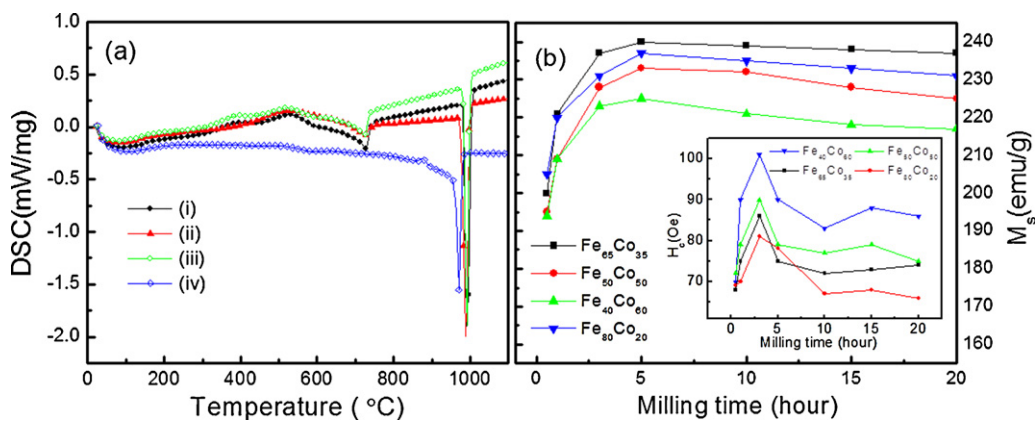 (a)
DSC(mW/mg)
1.0
0.5
0.0
-0.5
-1.0
-1.5
-2.0
(i)
(ii)
(iii)
(iv)
0 200 400 600 800 1000
Temperature ( °C)
(b)
Fe65Co35
Fe50Co50
Fe40Co60
Fe80Co20
240
230
220
210
200
190
180
170
160
Ms(emu/g)
0 5 10 15 20
Milling time (hour)
Fe40Co60 Fe50Co50
Fe65Co35 Fe80Co20
Hc(Oe)
100
90
80
70
0 5 10 15 20
Milling time (hour)